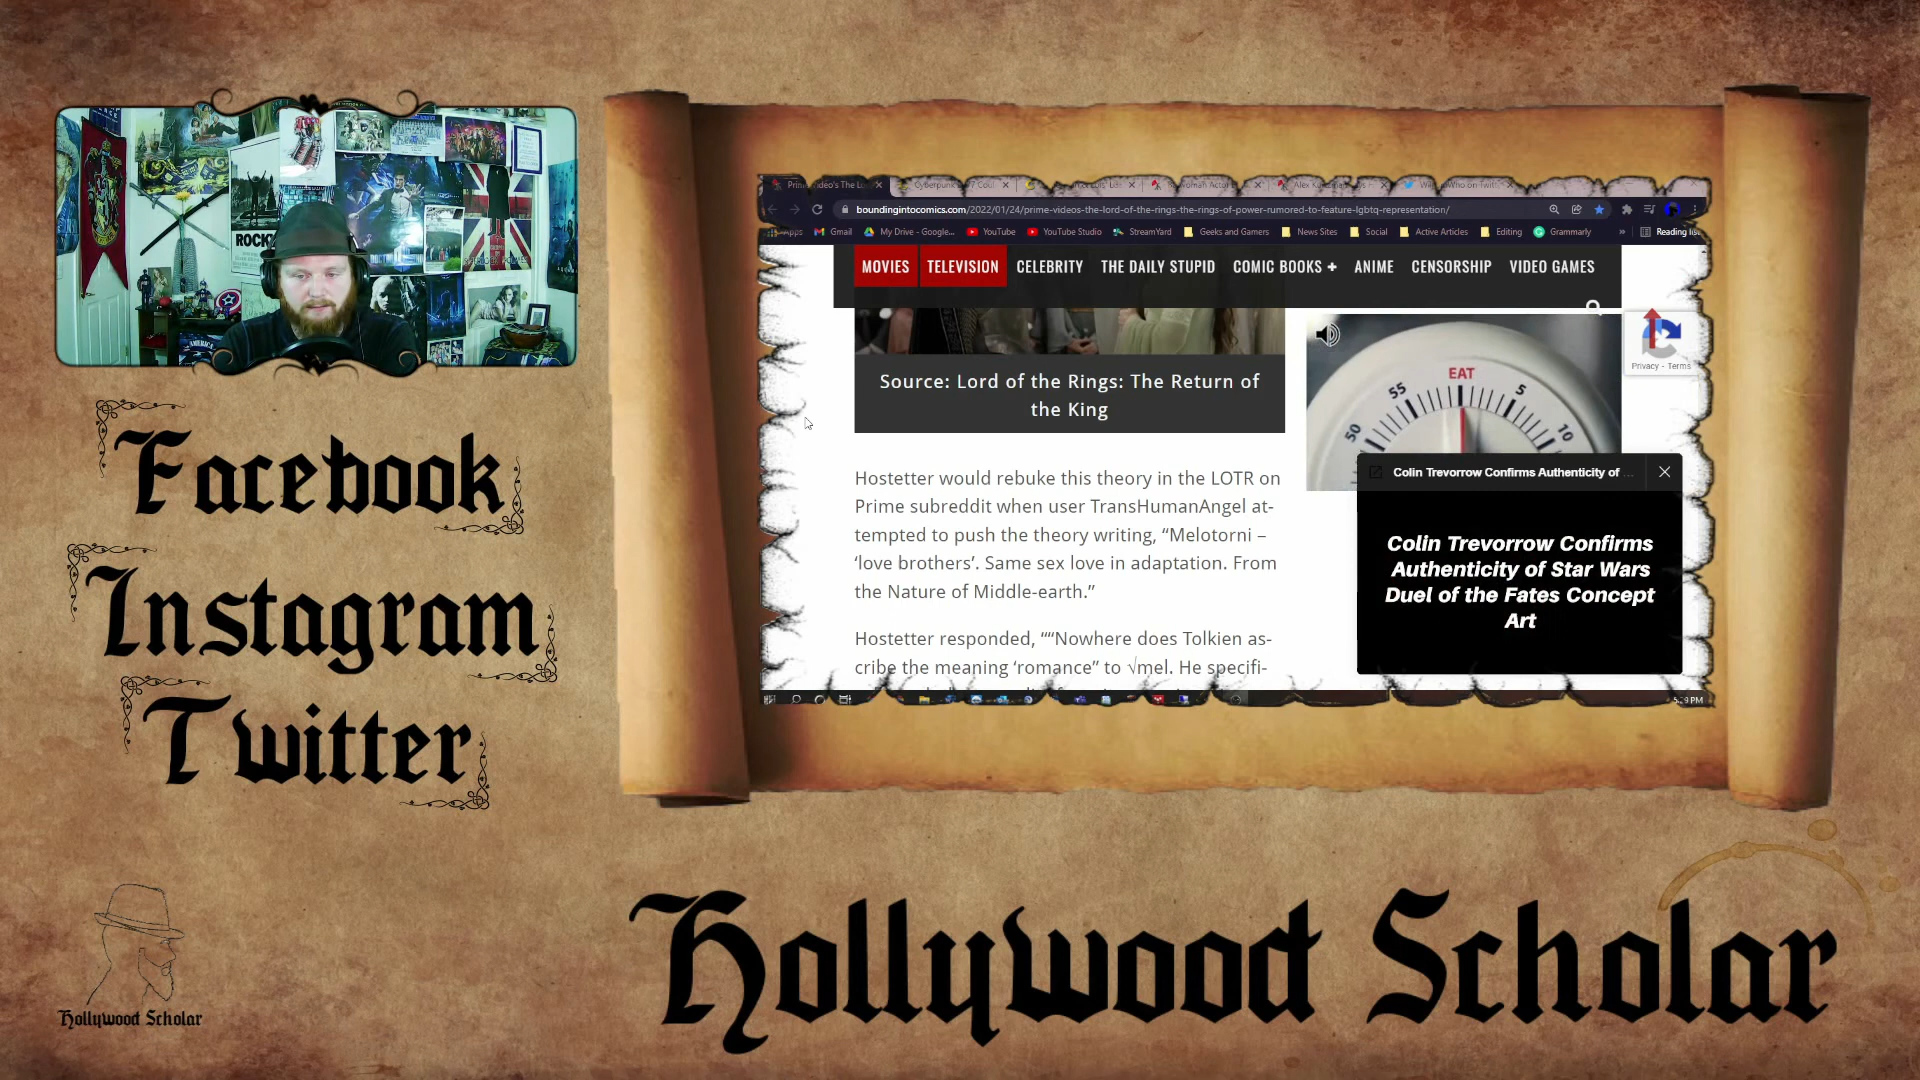 ROCKY
Facebook
Instagram
Twitter
Hollywood Scholar
boundingintocomics.com/2022/01/24/prime-videos-the-lord-of-the-rings-the-rings-of-power-rumored-to-feature-lgbtq-representation/
Gmail My Drive - Google... YouTube YouTube Studio StreamYard Geeks and Gamers News Sites Social Active Articles Editing Grammarly » Reading
MOVIES TELEVISION CELEBRITY THE DAILY STUPID COMIC BOOKS + ANIME CENSORSHIP VIDEO GAMES
Source: Lord of the Rings: The Return of
the King
Hostetter would rebuke this theory in the LOTR on
Prime subreddit when user TransHumanAngel at-
tempted to push the theory writing, “Melotorni –
‘love brothers’. Same sex love in adaptation. From
the Nature of Middle-earth.”
Hostetter responded, ““Nowhere does Tolkien as-
cribe the meaning ‘romance” to √mel. He specifi-
EAT
55 5
50 10
Privacy - Terms
Colin Trevorrow Confirms Authenticity of ...
Colin Trevorrow Confirms
Authenticity of Star Wars
Duel of the Fates Concept
Art
Hollywood Scholar